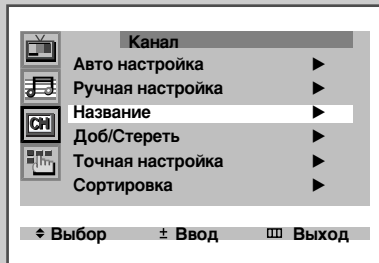 Канал
Авто настройка ▶
Ручная настройка ▶
Название ▶
CH
Доб/Стереть ▶
Точная настройка ▶
Сортировка ▶
Выбор ± Ввод Выход